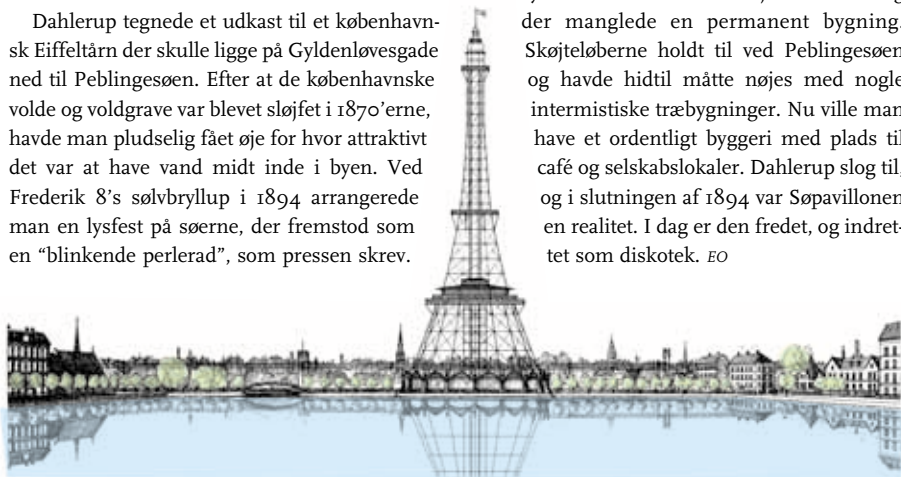 Dahlerup tegnede et udkast til et københavn-
sk Eiffeltårn der skulle ligge på Gyldenløvesgade
ned til Peblingesøen. Efter at de københavnske
volde og voldgrave var blevet sløjfet i 1870’erne,
havde man pludselig fået øje for hvor attraktivt
det var at have vand midt inde i byen. Ved
Frederik 8’s sølvbryllup i 1894 arrangerede
man en lysfest på søerne, der fremstod som
en “blinkende perlerad”, som pressen skrev.
der manglede en permanent bygning.
Skøjteløberne holdt til ved Peblingesøen
og havde hidtil måtte nøjes med nogle
intermistiske træbygninger. Nu ville man
have et ordentligt byggeri med plads til
café og selskabslokaler. Dahlerup slog til,
og i slutningen af 1894 var Søpavillonen
en realitet. I dag er den fredet, og indret-
tet som diskotek. EO